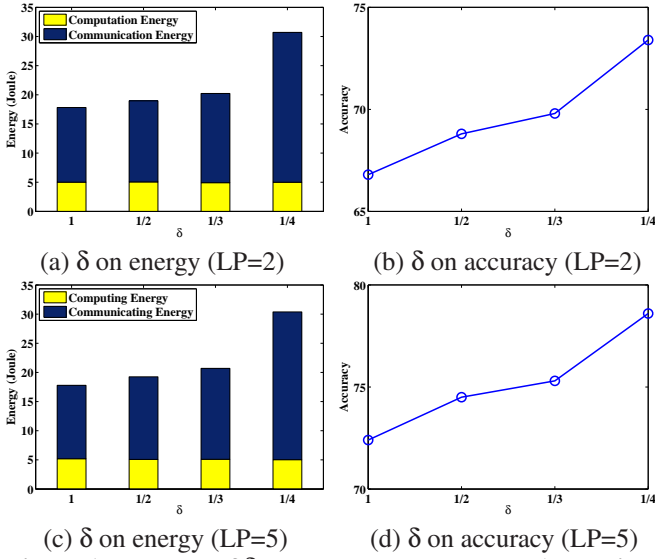 35
30
25
20
15
10
5
0
Energy (Joule)
Computation Energy
Communication Energy
1 1/2 1/3 1/4
δ
75
70
65
Accuracy
1 1/2 1/3 1/4
δ
(a) δ on energy (LP=2)
(b) δ on accuracy (LP=2)
35
30
25
20
15
10
5
0
Energy (Joule)
Computing Energy
Communicating Energy
1 1/2 1/3 1/4
δ
80
75
70
Accuracy
1 1/2 1/3 1/4
δ
(c) δ on energy (LP=5)
(d) δ on accuracy (LP=5)